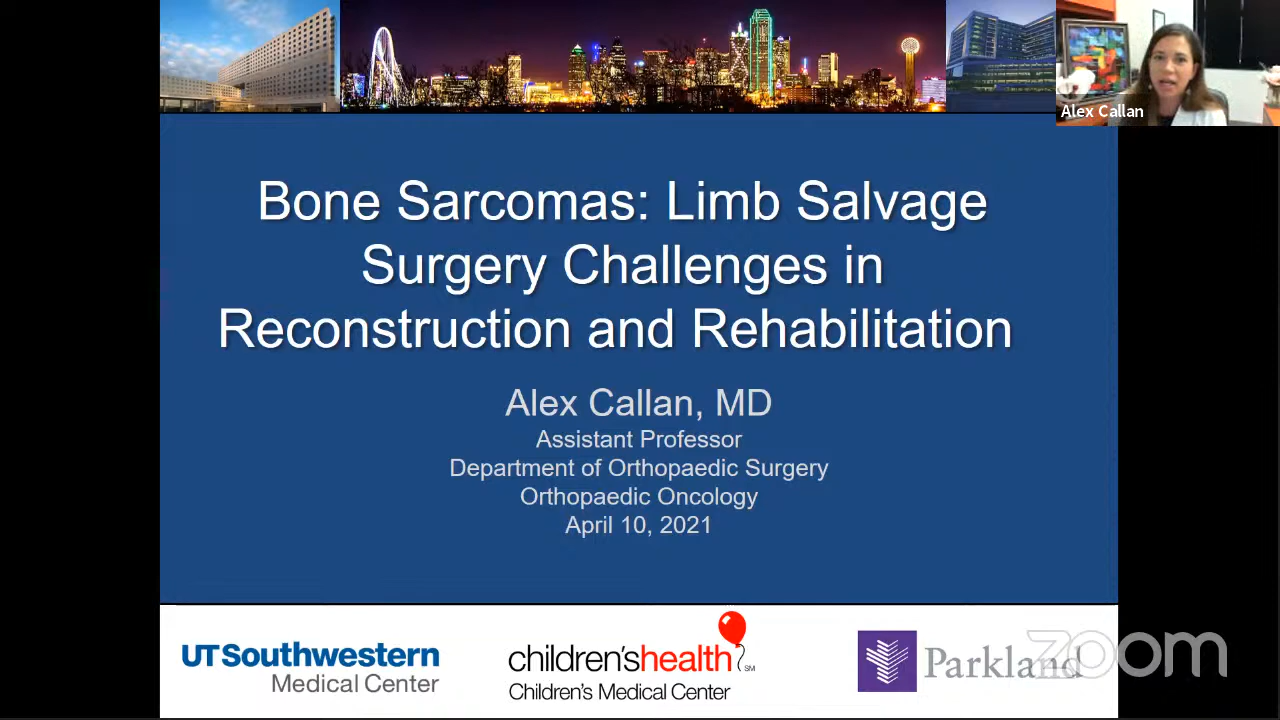 Alex Callan
Bone Sarcomas: Limb Salvage
Surgery Challenges in
Reconstruction and Rehabilitation
Alex Callan, MD
Assistant Professor
Department of Orthopaedic Surgery
Orthopaedic Oncology
April 10, 2021
UTSouthwestern
Medical Center
children'shealth SM
Children's Medical Center
Parkland
zoom